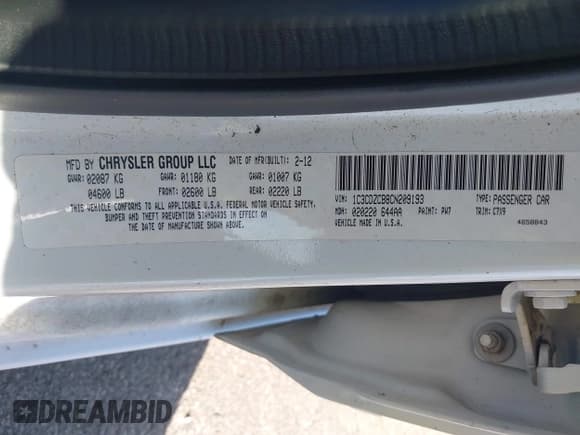 MFD BY CHRYSLER GROUP LLC DATE OF MFR(BUILT): 2-12
GVWR: 02087 KG GAWR: 01180 KG GAWR: 01007 KG
04600 LB FRONT: 02600 LB REAR: 02220 LB
THIS VEHICLE CONFORMS TO ALL APPLICABLE U.S.A. FEDERAL MOTOR VEHICLE SAFETY,
BUMPER AND THEFT PREVENTION STANDARDS IN EFFECT ON
THE DATE OF MANUFACTURE SHOWN ABOVE.
VIN: 1C3CDZCB8CN209193 TYPE: PASSENGER CAR
MDH: 020220 644AA PAINT: PW7 TRIM: C7X9
VEHICLE MADE IN U.S.A. 4658843
DREAMBID